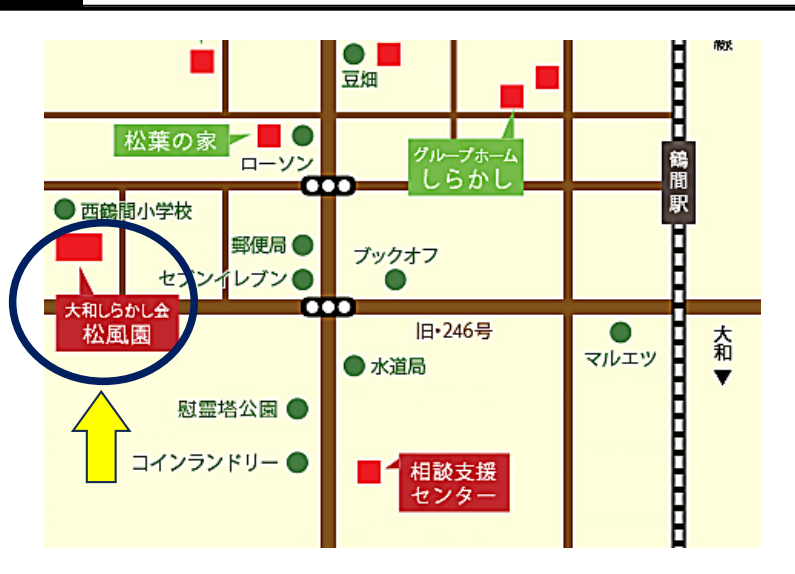 線
豆畑
松葉の家
ローソン
グループホーム
しらかし
鶴間駅
西鶴間小学校
郵便局
ブックオフ
セブンイレブン
大和しらかし会
松風園
旧・246号
マルエツ
大和▼
水道局
慰霊塔公園
コインランドリー
相談支援
センター